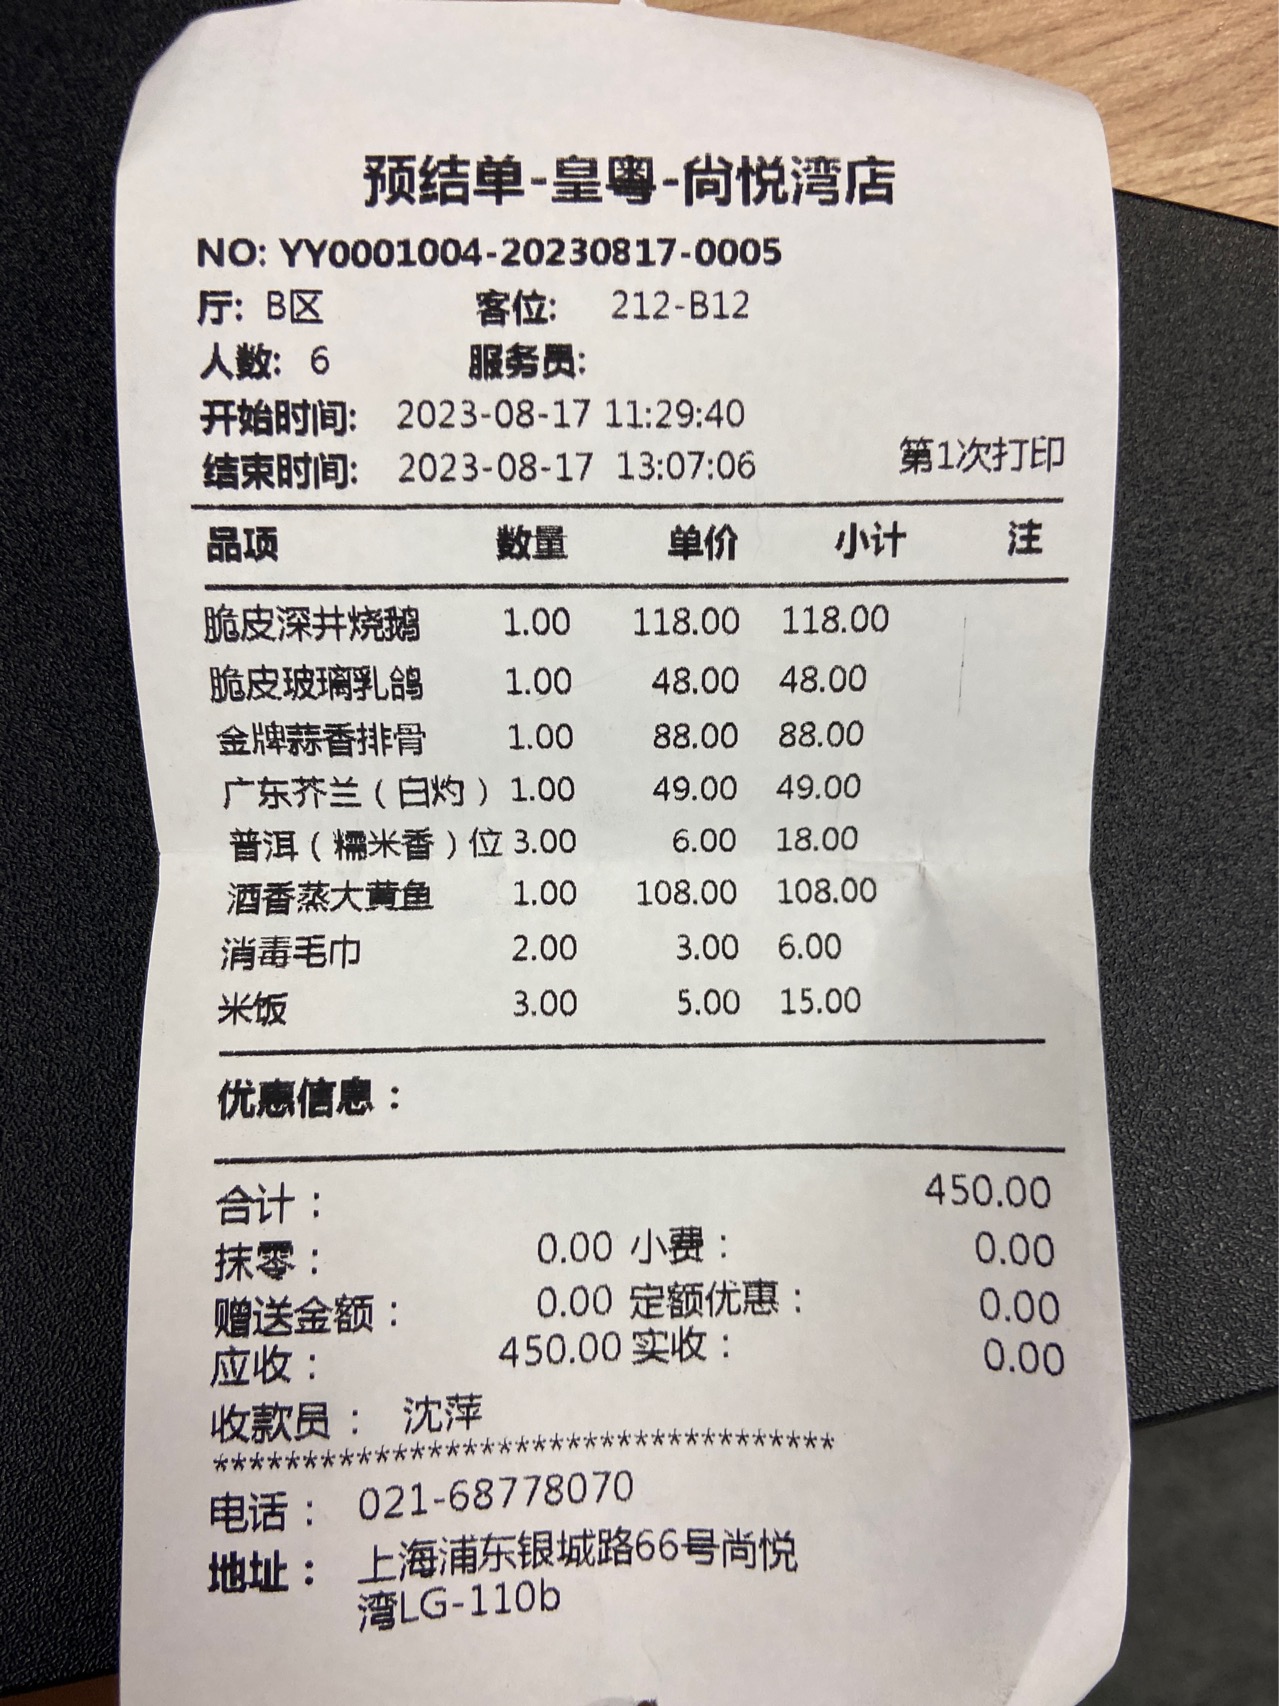 预结单-皇粤-尚悦湾店
NO: YY0001004-20230817-0005
厅: B区 客位: 212-B12
人数: 6 服务员:
开始时间: 2023-08-17 11:29:40
结束时间: 2023-08-17 13:07:06 第1次打印
品项 数量 单价 小计 注
脆皮深井烧鹅 1.00 118.00 118.00
脆皮玻璃乳鸽 1.00 48.00 48.00
金牌蒜香排骨 1.00 88.00 88.00
广东芥兰（白灼） 1.00 49.00 49.00
普洱（糯米香）位 3.00 6.00 18.00
酒香蒸大黄鱼 1.00 108.00 108.00
消毒毛巾 2.00 3.00 6.00
米饭 3.00 5.00 15.00
优惠信息：
合计： 450.00
抹零： 0.00 小费： 0.00
赠送金额： 0.00 定额优惠： 0.00
应收： 450.00 实收： 0.00
收款员： 沈萍
***********************************
电话： 021-68778070
地址： 上海浦东银城路66号尚悦
湾LG-110b